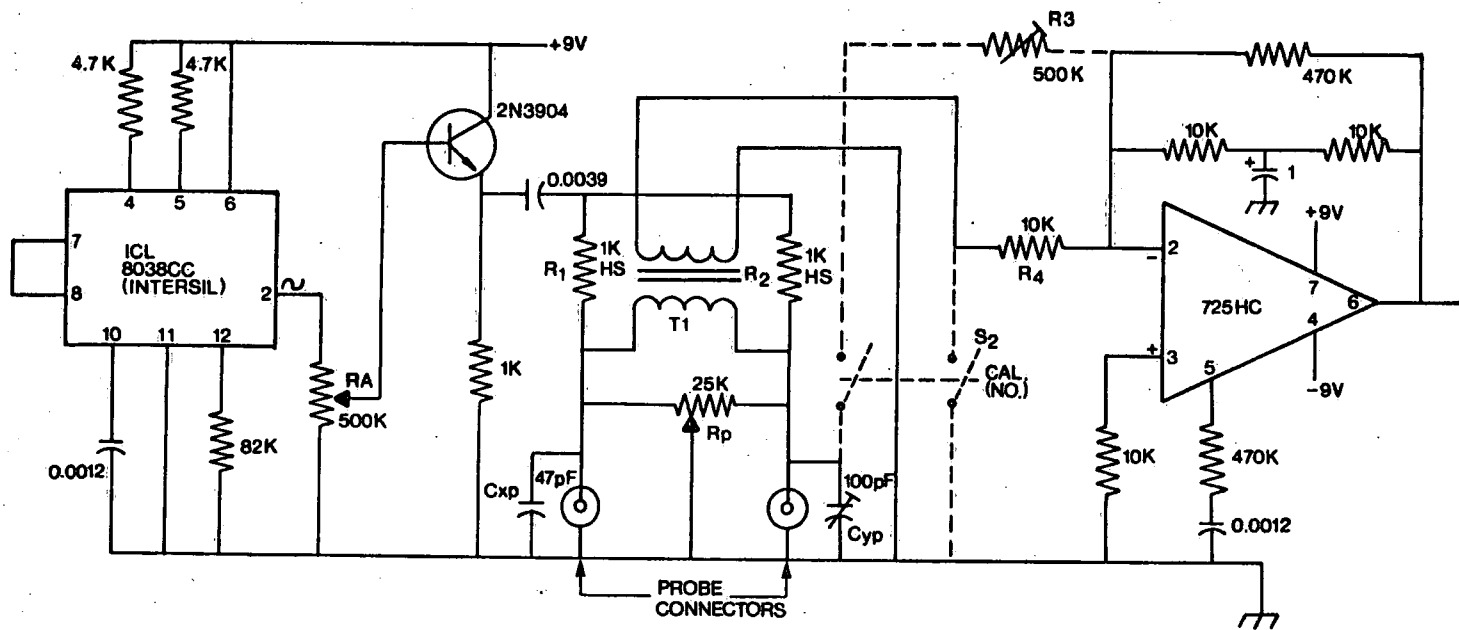 +9V
4.7K
4.7K
2N3904
4
5
6
7
8
ICL
8038CC
(INTERSIL)
2
~
10
11
12
0.0012
82K
RA
500K
1K
0.0039
1K
HS
R1
R2
1K
HS
T1
25K
Rp
Cxp
47pF
100pF
Cyp
PROBE
CONNECTORS
S2
CAL
(NO.)
R3
500K
470K
10K
10K
+
1
10K
R4
2
-
+
3
725HC
+9V
7
6
4
-9V
5
10K
470K
0.0012